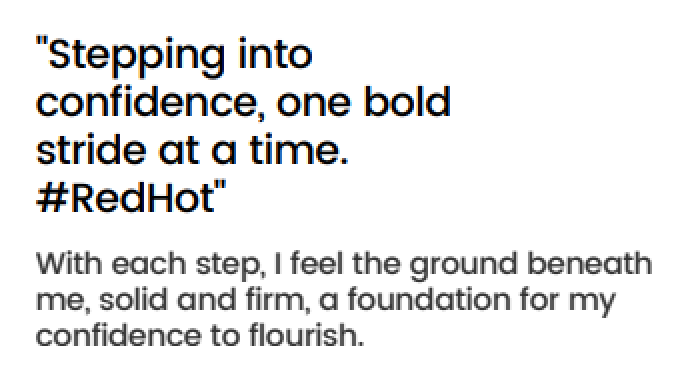 "Stepping into
confidence, one bold
stride at a time.
#RedHot"
With each step, I feel the ground beneath
me, solid and firm, a foundation for my
confidence to flourish.